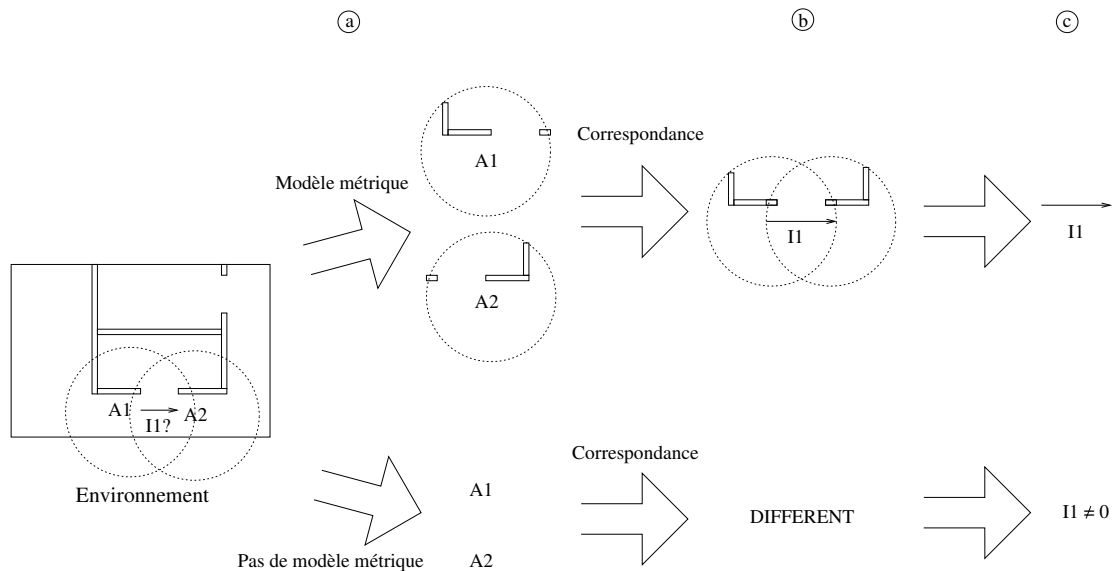 a
b
c
A1
Correspondance
Modèle métrique
I1
I1
A2
A1
A2
I1?
Environnement
Correspondance
A1
DIFFERENT
I1 ≠ 0
Pas de modèle métrique
A2